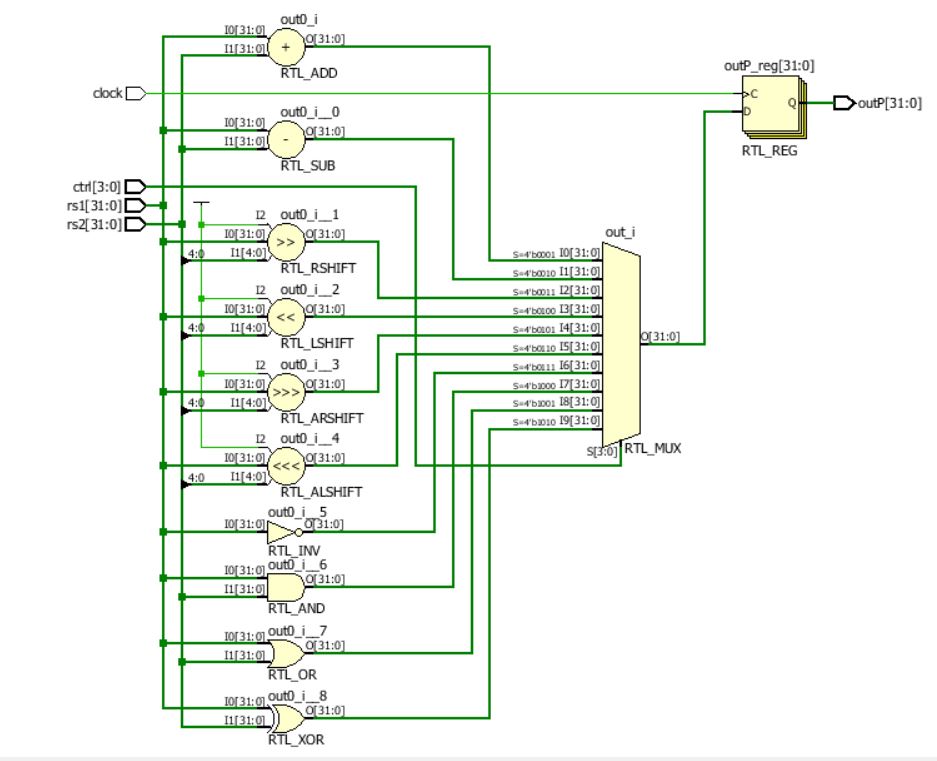 out0_i
I0[31:0]
I1[31:0]
+
O[31:0]
RTL_ADD
clock
out0_i__0
I0[31:0]
I1[31:0]
-
O[31:0]
RTL_SUB
ctrl[3:0]
rs1[31:0]
rs2[31:0]
out0_i__1
I2
I0[31:0]
4:0
I1[4:0]
>>
O[31:0]
RTL_RSHIFT
out0_i__2
I2
I0[31:0]
4:0
I1[4:0]
<<
O[31:0]
RTL_LSHIFT
out0_i__3
I2
I0[31:0]
4:0
I1[4:0]
>>>
O[31:0]
RTL_ARSHIFT
out0_i__4
I2
I0[31:0]
4:0
I1[4:0]
<<<
O[31:0]
RTL_ALSHIFT
out0_i__5
I0[31:0]
O[31:0]
RTL_INV
out0_i__6
I0[31:0]
I1[31:0]
O[31:0]
RTL_AND
out0_i__7
I0[31:0]
I1[31:0]
O[31:0]
RTL_OR
out0_i__8
I0[31:0]
I1[31:0]
O[31:0]
RTL_XOR
out_i
S=4'b0001 I0[31:0]
S=4'b0010 I1[31:0]
S=4'b0011 I2[31:0]
S=4'b0100 I3[31:0]
S=4'b0101 I4[31:0]
S=4'b0110 I5[31:0]
S=4'b0111 I6[31:0]
S=4'b1000 I7[31:0]
S=4'b1001 I8[31:0]
S=4'b1010 I9[31:0]
O[31:0]
S[3:0]
RTL_MUX
outP_reg[31:0]
C
D
Q
RTL_REG
outP[31:0]